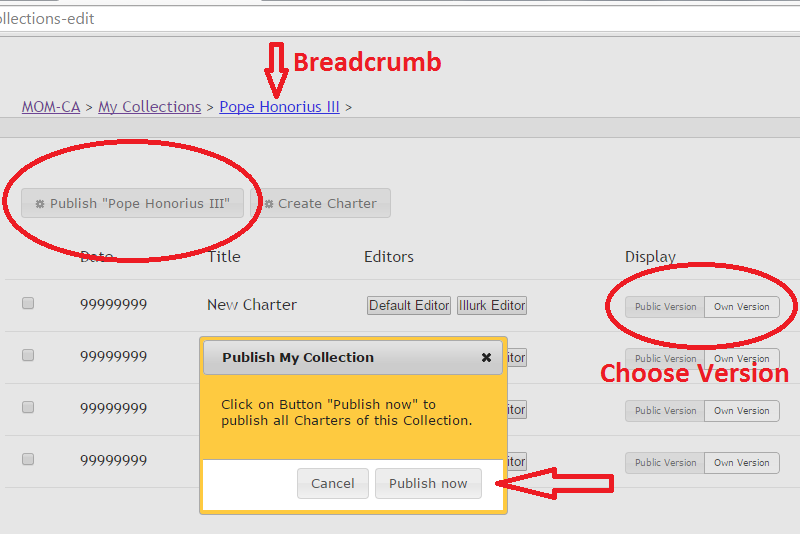 ollections-edit
Breadcrumb
MOM-CA > My Collections > Pope Honorius III >
Publish "Pope Honorius III" Create Charter
Date Title Editors Display
99999999 New Charter Default Editor Illurk Editor Public Version Own Version
99999999 itor Public Version Own Version
Choose Version
99999999 itor Public Version Own Version
99999999 itor Public Version Own Version
Publish My Collection
Click on Button "Publish now" to
publish all Charters of this Collection.
Cancel Publish now